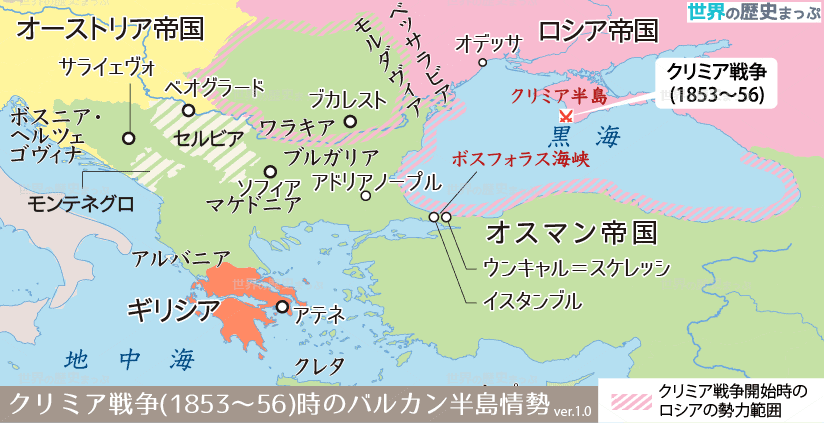 世界の歴史まっぷ
オーストリア帝国
ロシア帝国
サライェヴォ
ベオグラード
モルダヴィア
ベッサラビア
オデッサ
クリミア戦争
(1853〜56)
クリミア半島
ボスニア・
ヘルツェ
ゴヴィナ
セルビア
ブカレスト
ワラキア
黒海
ブルガリア
ボスフォラス海峡
ソフィア
アドリアノープル
モンテネグロ
マケドニア
オスマン帝国
アルバニア
ウンキャル＝スケレッシ
イスタンブル
ギリシア
アテネ
地中海
クレタ
クリミア戦争(1853〜56)時のバルカン半島情勢 ver.1.0
クリミア戦争開始時の
ロシアの勢力範囲